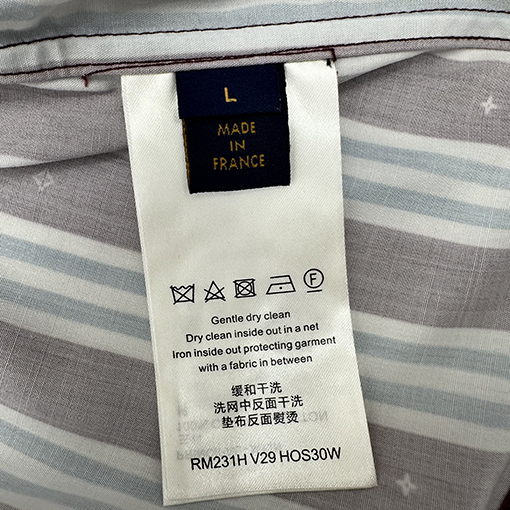 L
MADE
IN
FRANCE
F
Gentle dry clean
Dry clean inside out in a net
Iron inside out protecting garment
with a fabric in between
缓和干洗
洗网中反面干洗
垫布反面熨烫
RM231H V29 HOS30W